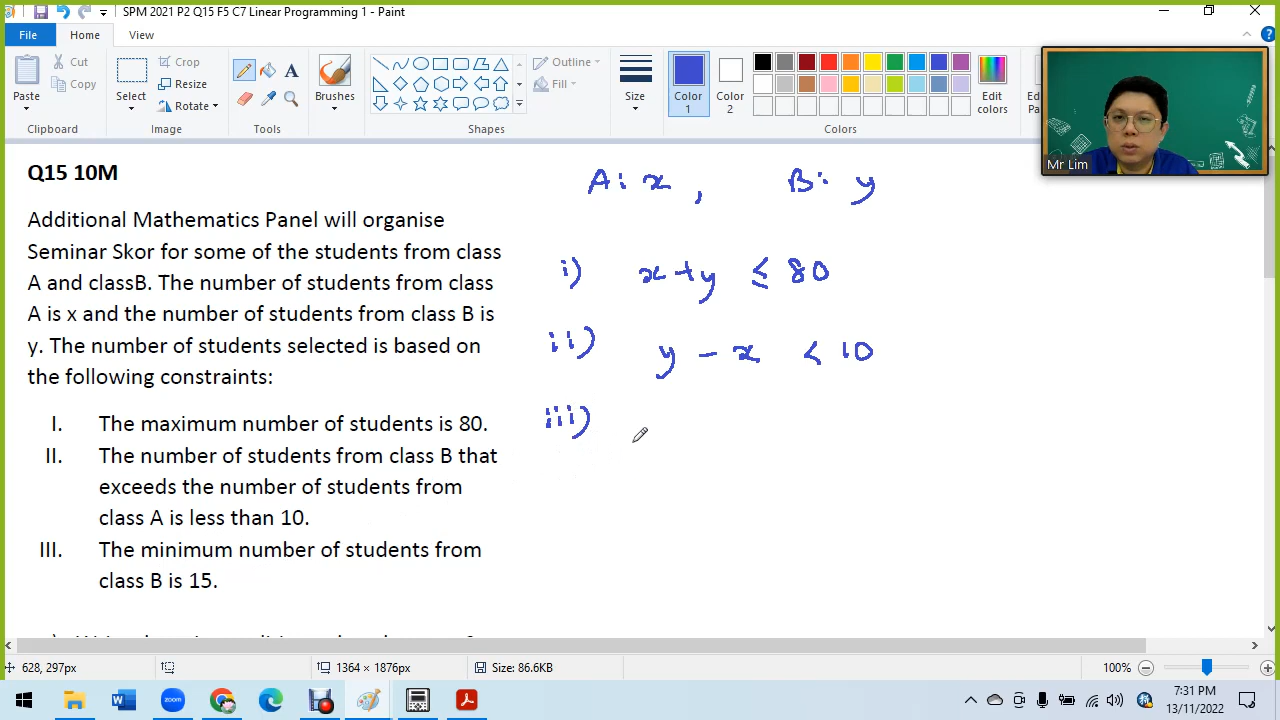 SPM 2021 P2 Q15 F5 C7 Linear Programming 1 - Paint
File Home View
Paste Cut Copy Select Crop Resize Rotate Brushes Size Outline Fill Color 1 Color 2 Edit colors
Clipboard Image Tools Shapes Colors
Mr Lim
Q15 10M
A: x , B: y
Additional Mathematics Panel will organise
Seminar Skor for some of the students from class
A and classB. The number of students from class
A is x and the number of students from class B is
y. The number of students selected is based on
the following constraints:
I. The maximum number of students is 80.
II. The number of students from class B that
exceeds the number of students from
class A is less than 10.
III. The minimum number of students from
class B is 15.
i) x + y ≤ 80
ii) y - x < 10
iii)
628, 297px 1364 × 1876px Size: 86.6KB 100%
zoom
7:31 PM
13/11/2022